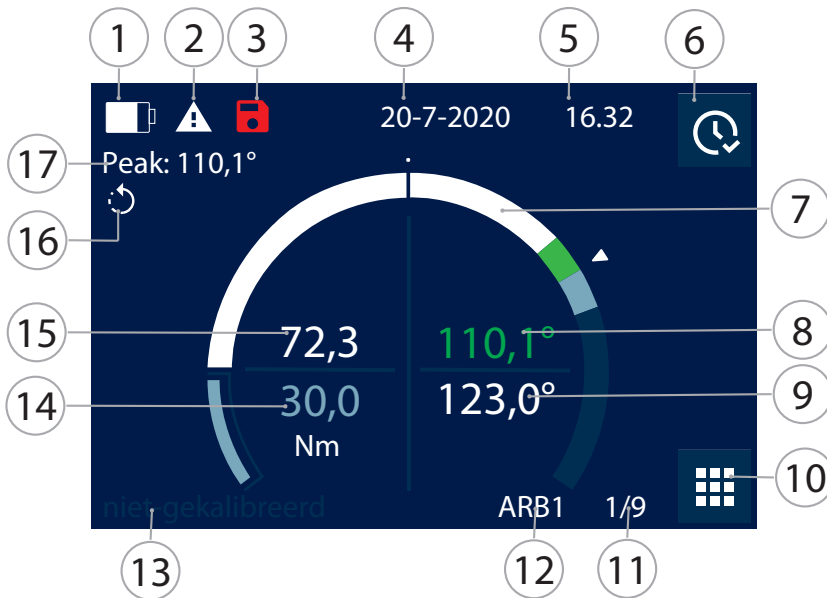 1 2 3 4 5 6
20-7-2020 16.32
17 Peak: 110,1°
16 7
15 72,3 110,1° 8
14 30,0 123,0° 9
Nm
10
niet-gekalibreerd ARB1 1/9
13 12 11